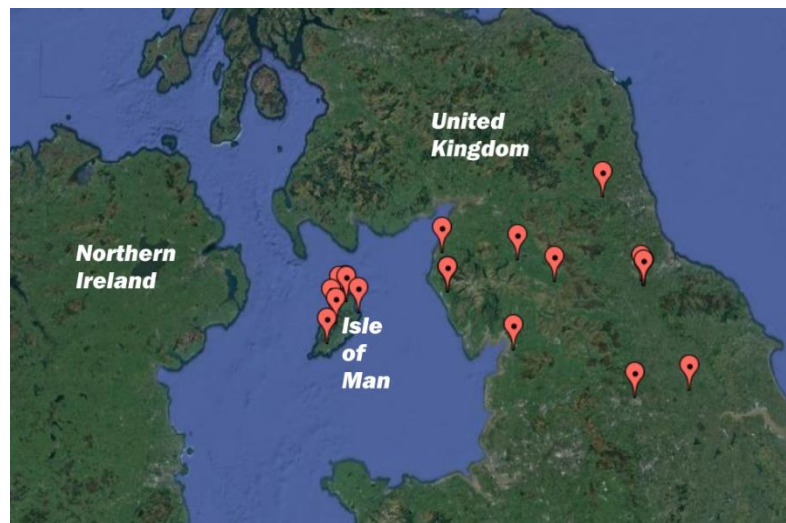 United
Kingdom
Northern
Ireland
Isle
of
Man